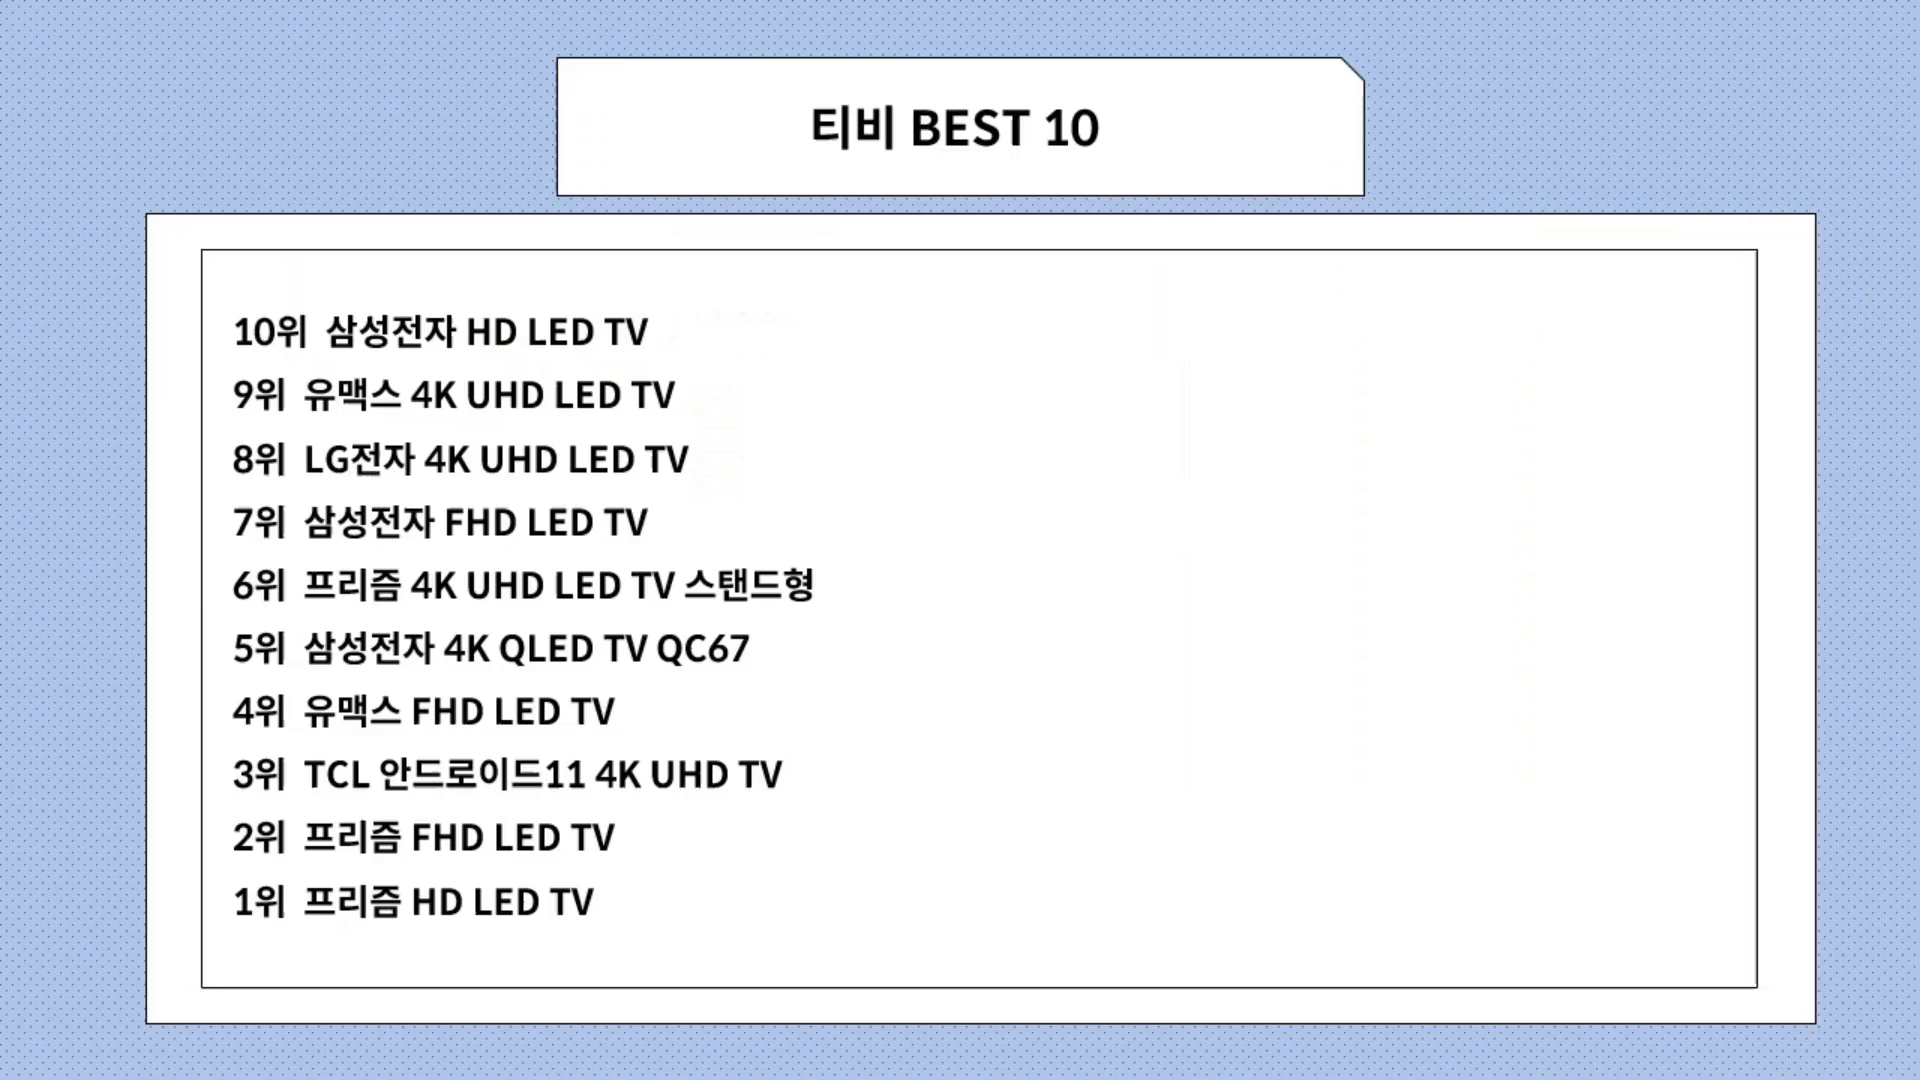 티비 BEST 10
10위 삼성전자 HD LED TV
9위 유맥스 4K UHD LED TV
8위 LG전자 4K UHD LED TV
7위 삼성전자 FHD LED TV
6위 프리즘 4K UHD LED TV 스탠드형
5위 삼성전자 4K QLED TV QC67
4위 유맥스 FHD LED TV
3위 TCL 안드로이드11 4K UHD TV
2위 프리즘 FHD LED TV
1위 프리즘 HD LED TV